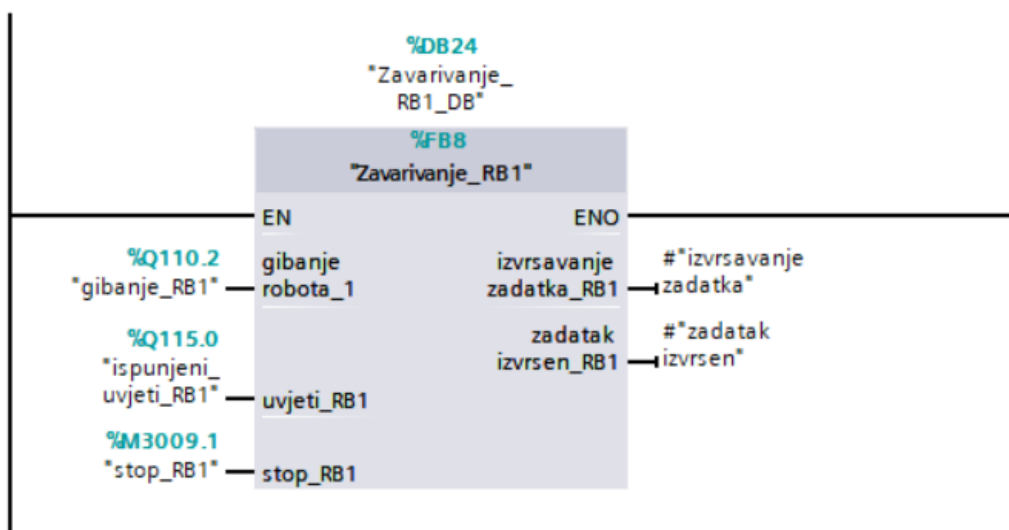 %DB24
"Zavarivanje_
RB1_DB"
%FB8
"Zavarivanje_RB1"
EN
ENO
%Q110.2
"gibanje_RB1"
gibanje
robota_1
izvrsavanje
zadatka_RB1
#"izvrsavanje
zadatka"
%Q115.0
"ispunjeni_
uvjeti_RB1"
uvjeti_RB1
zadatak
izvrsen_RB1
#"zadatak
izvrsen"
%M3009.1
"stop_RB1"
stop_RB1